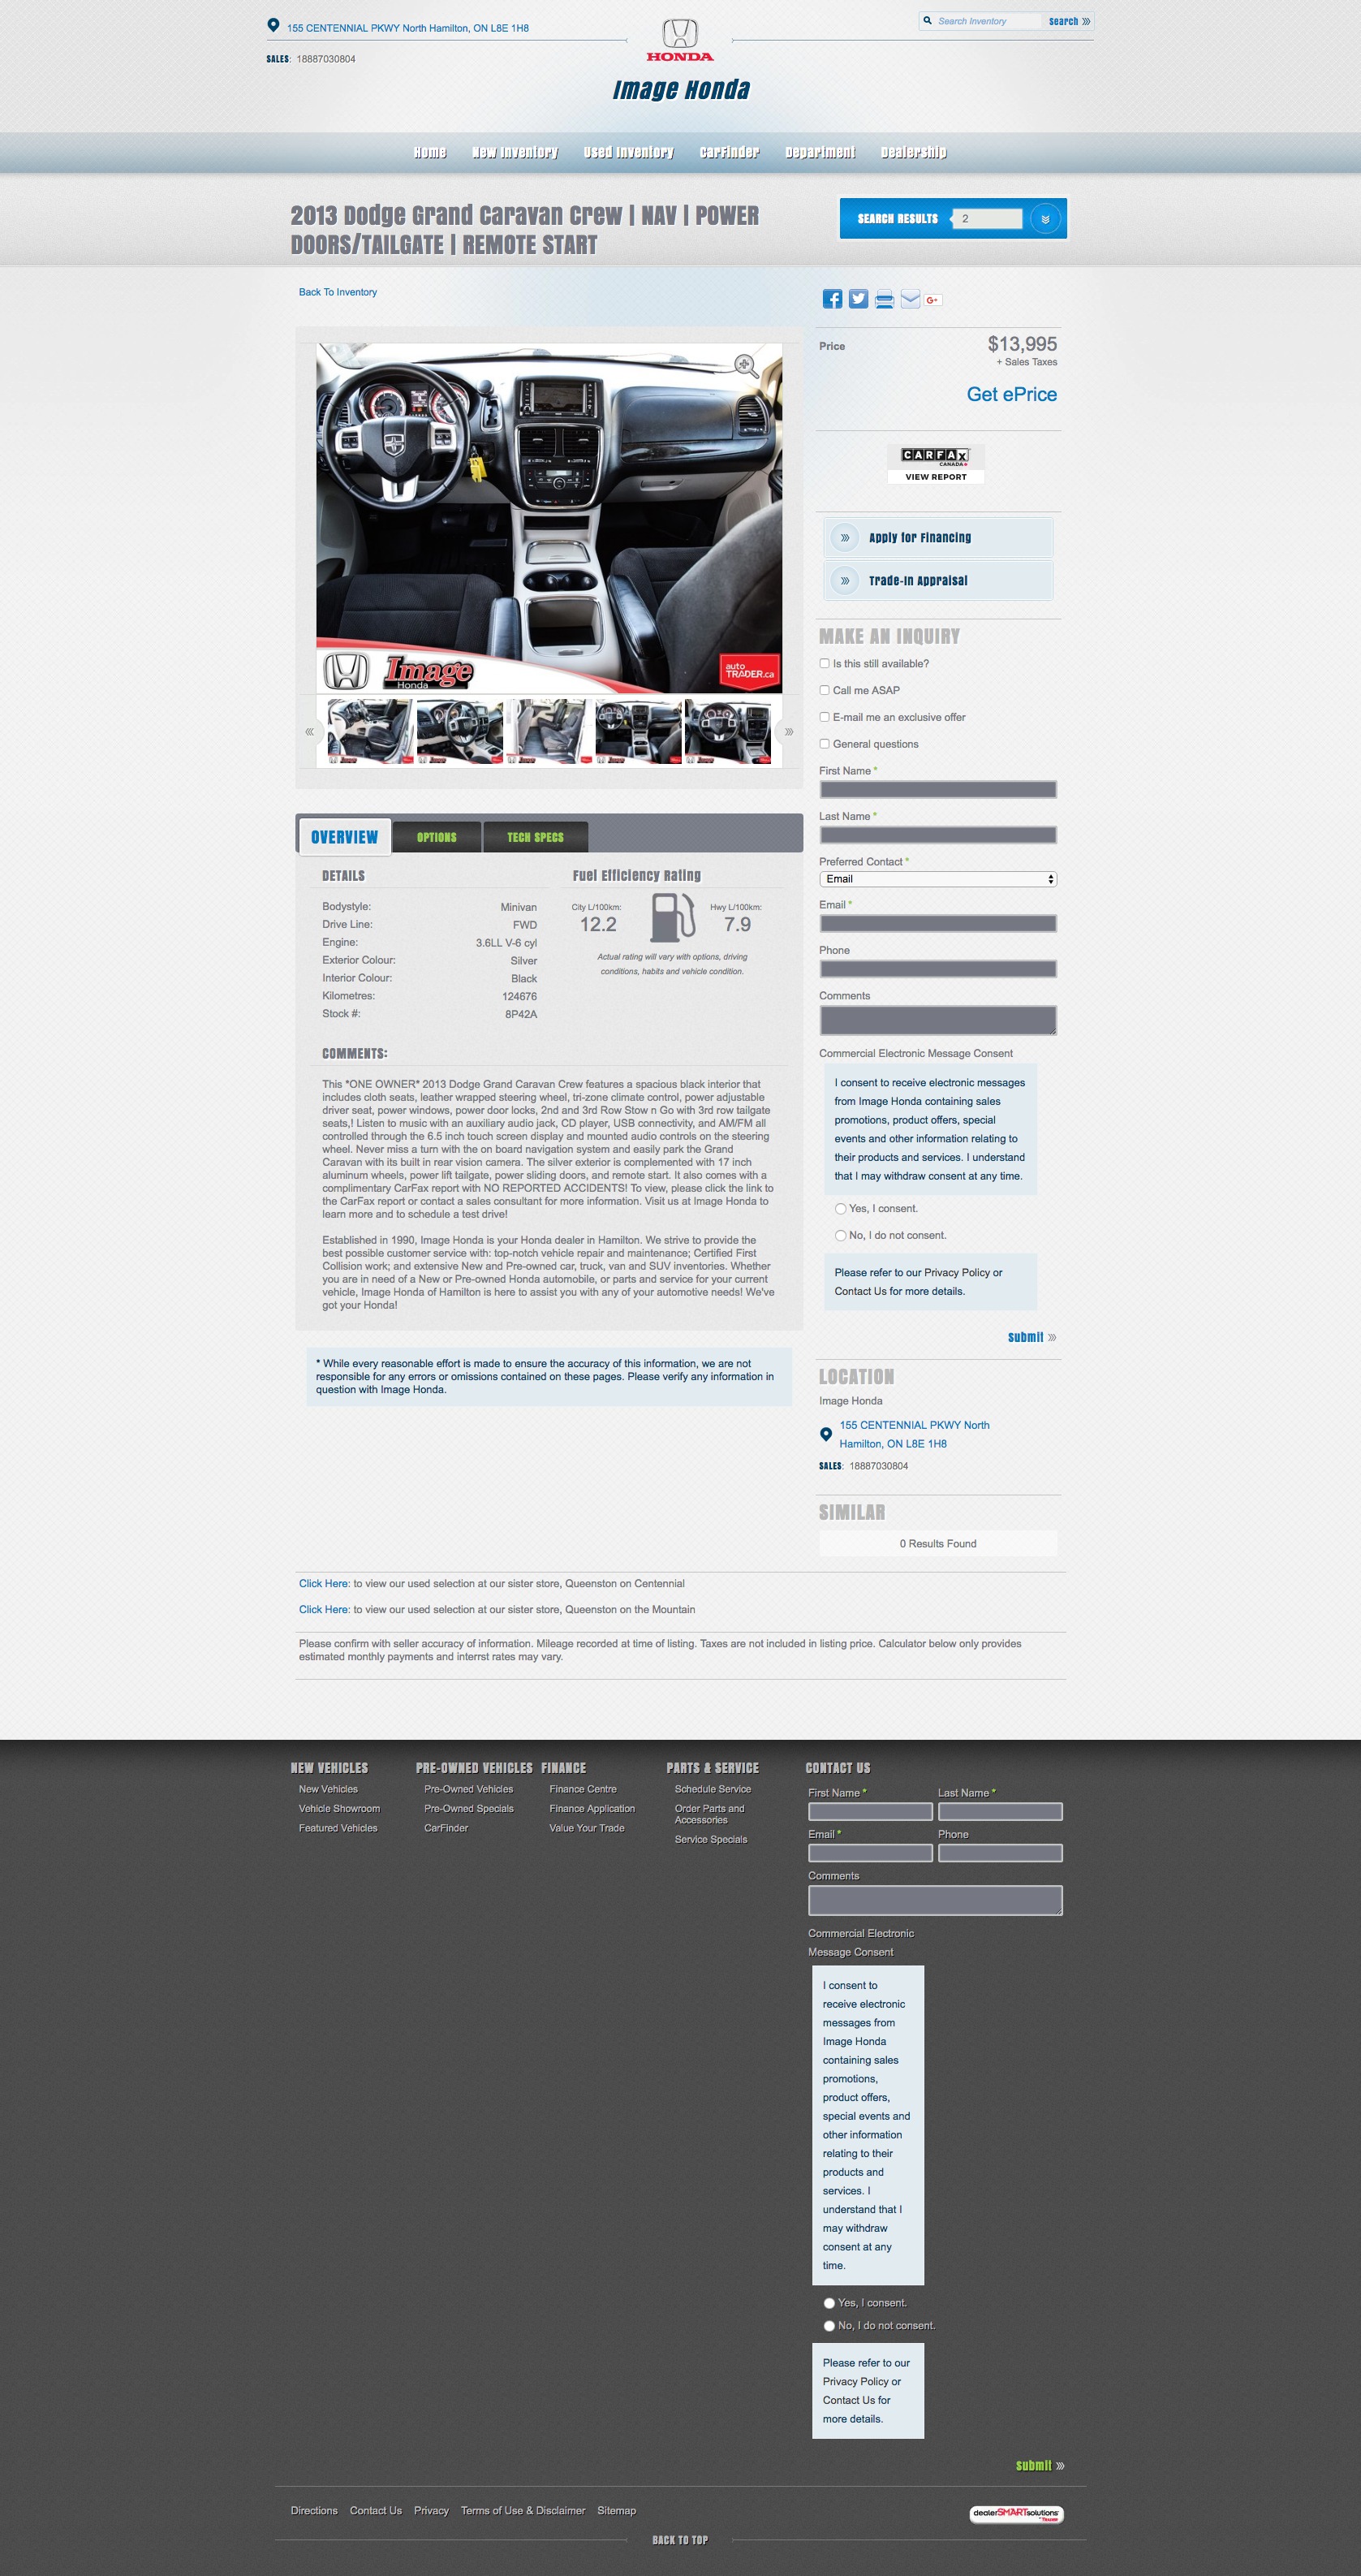 155 CENTENNIAL PKWY North Hamilton, ON L8E 1H8
Search Inventory
Search
SALES: 18887030804
HONDA
Image Honda
Home
New Inventory
Used Inventory
CarFinder
Department
Dealership
2013 Dodge Grand Caravan Crew | NAV | POWER
DOORS/TAILGATE | REMOTE START
SEARCH RESULTS
2
Back To Inventory
G+
Price
$13,995
+ Sales Taxes
Get ePrice
CARFAX
CANADA
VIEW REPORT
Image
Honda
auto
TRADER.ca
Apply for Financing
Trade-In Appraisal
MAKE AN INQUIRY
Is this still available?
Call me ASAP
E-mail me an exclusive offer
General questions
First Name *
Last Name *
Preferred Contact *
Email
Email *
Phone
Comments
Commercial Electronic Message Consent
I consent to receive electronic messages
from Image Honda containing sales
promotions, product offers, special
events and other information relating to
their products and services. I understand
that I may withdraw consent at any time.
Yes, I consent.
No, I do not consent.
Please refer to our Privacy Policy or
Contact Us for more details.
Submit
OVERVIEW
OPTIONS
TECH SPECS
DETAILS
Bodystyle: Minivan
Drive Line: FWD
Engine: 3.6LL V-6 cyl
Exterior Colour: Silver
Interior Colour: Black
Kilometres: 124676
Stock #: 8P42A
Fuel Efficiency Rating
City L/100km:
12.2
Hwy L/100km:
7.9
Actual rating will vary with options, driving
conditions, habits and vehicle condition.
COMMENTS:
This *ONE OWNER* 2013 Dodge Grand Caravan Crew features a spacious black interior that
includes cloth seats, leather wrapped steering wheel, tri-zone climate control, power adjustable
driver seat, power windows, power door locks, 2nd and 3rd Row Stow n Go with 3rd row tailgate
seats,! Listen to music with an auxiliary audio jack, CD player, USB connectivity, and AM/FM all
controlled through the 6.5 inch touch screen display and mounted audio controls on the steering
wheel. Never miss a turn with the on board navigation system and easily park the Grand
Caravan with its built in rear vision camera. The silver exterior is complemented with 17 inch
aluminum wheels, power lift tailgate, power sliding doors, and remote start. It also comes with a
complimentary CarFax report with NO REPORTED ACCIDENTS! To view, please click the link to
the CarFax report or contact a sales consultant for more information. Visit us at Image Honda to
learn more and to schedule a test drive!
Established in 1990, Image Honda is your Honda dealer in Hamilton. We strive to provide the
best possible customer service with: top-notch vehicle repair and maintenance; Certified First
Collision work; and extensive New and Pre-owned car, truck, van and SUV inventories. Whether
you are in need of a New or Pre-owned Honda automobile, or parts and service for your current
vehicle, Image Honda of Hamilton is here to assist you with any of your automotive needs! We've
got your Honda!
* While every reasonable effort is made to ensure the accuracy of this information, we are not
responsible for any errors or omissions contained on these pages. Please verify any information in
question with Image Honda.
LOCATION
Image Honda
155 CENTENNIAL PKWY North
Hamilton, ON L8E 1H8
SALES: 18887030804
SIMILAR
0 Results Found
Click Here: to view our used selection at our sister store, Queenston on Centennial
Click Here: to view our used selection at our sister store, Queenston on the Mountain
Please confirm with seller accuracy of information. Mileage recorded at time of listing. Taxes are not included in listing price. Calculator below only provides
estimated monthly payments and interrst rates may vary.
NEW VEHICLES
New Vehicles
Vehicle Showroom
Featured Vehicles
PRE-OWNED VEHICLES
Pre-Owned Vehicles
Pre-Owned Specials
CarFinder
FINANCE
Finance Centre
Finance Application
Value Your Trade
PARTS & SERVICE
Schedule Service
Order Parts and
Accessories
Service Specials
CONTACT US
First Name *
Last Name *
Email *
Phone
Comments
Commercial Electronic
Message Consent
I consent to
receive electronic
messages from
Image Honda
containing sales
promotions,
product offers,
special events and
other information
relating to their
products and
services. I
understand that I
may withdraw
consent at any
time.
Yes, I consent.
No, I do not consent.
Please refer to our
Privacy Policy or
Contact Us for
more details.
Submit
Directions
Contact Us
Privacy
Terms of Use & Disclaimer
Sitemap
dealerSMARTsolutions
BACK TO TOP